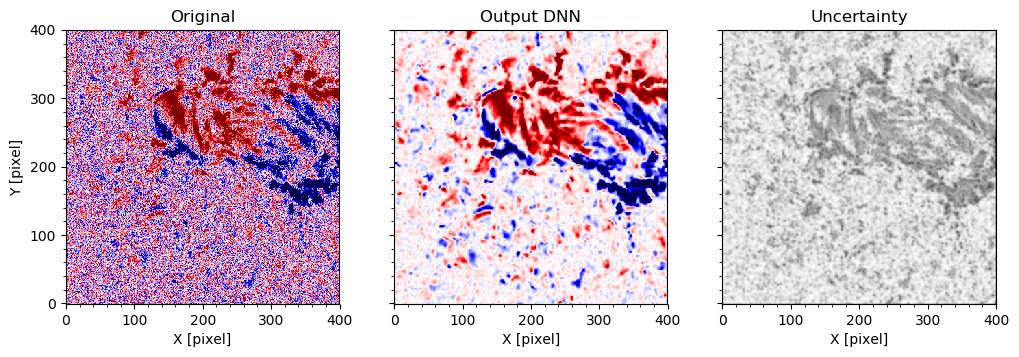 Original
Output DNN
Uncertainty
Y [pixel]
400
300
200
100
0
0 100 200 300 400
0 100 200 300 400
0 100 200 300 400
X [pixel]
X [pixel]
X [pixel]